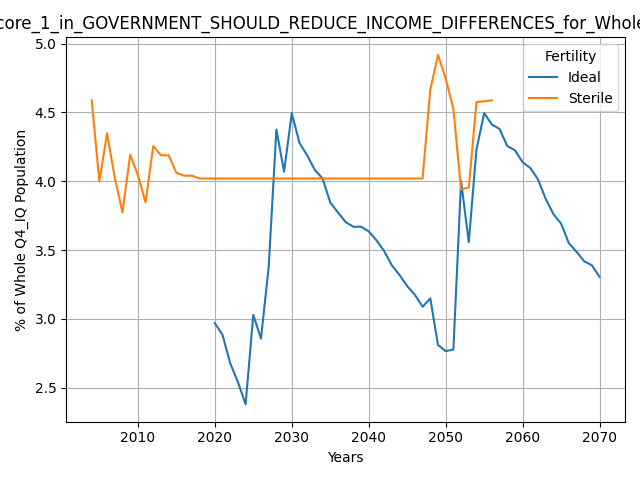 core_1_in_GOVERNMENT_SHOULD_REDUCE_INCOME_DIFFERENCES_for_Whole
Fertility
Ideal
Sterile
% of Whole Q4_IQ Population
5.0
4.5
4.0
3.5
3.0
2.5
2010 2020 2030 2040 2050 2060 2070
Years